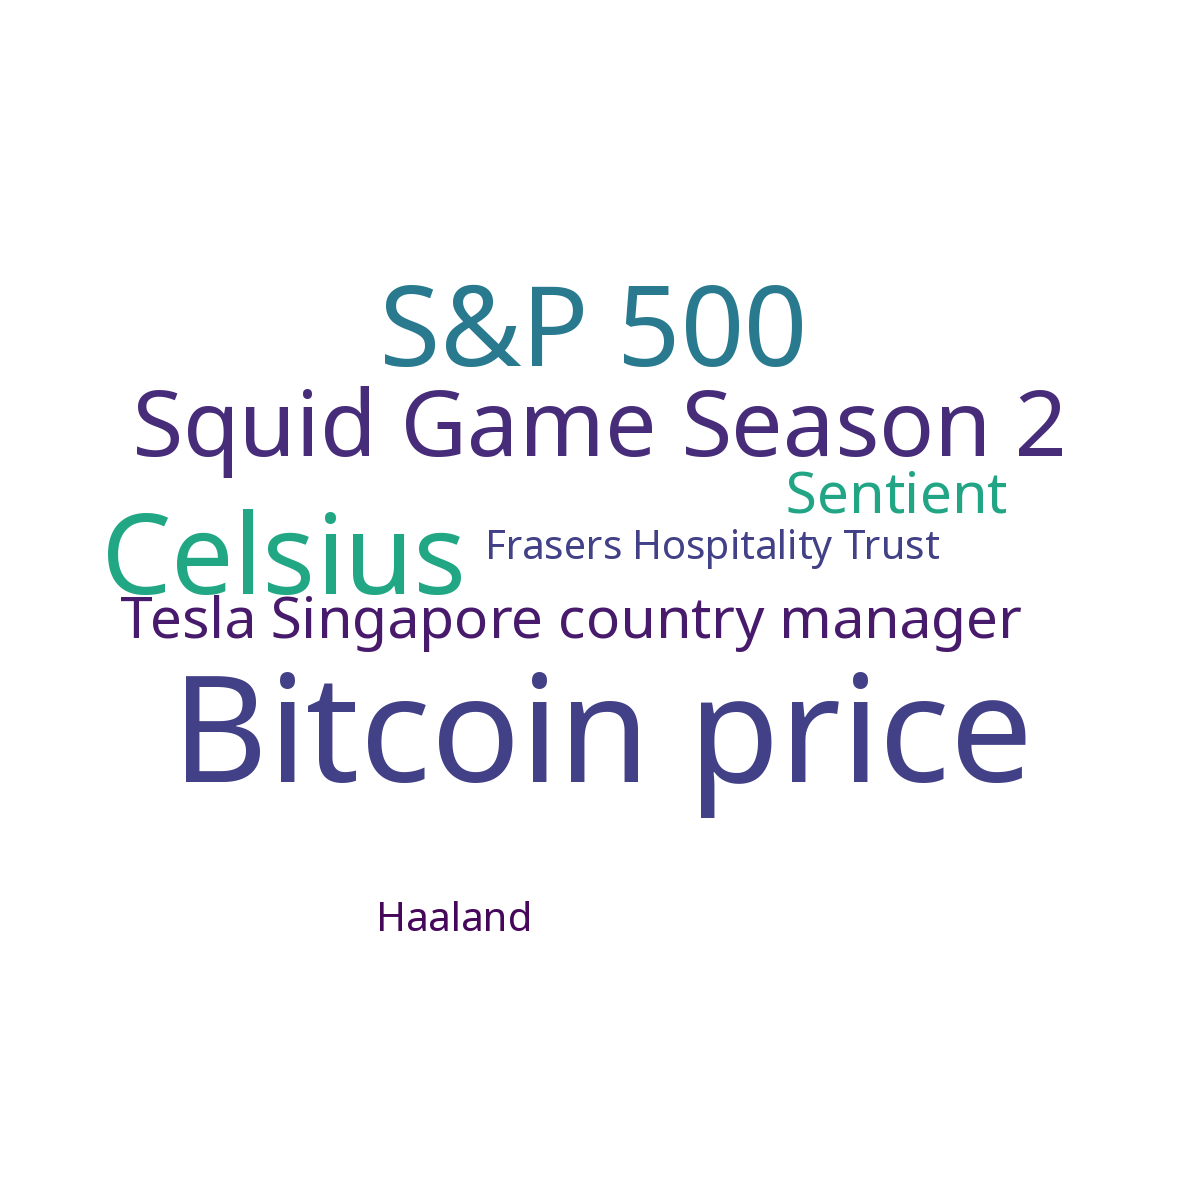 S&P 500
Squid Game Season 2
Sentient
Celsius
Frasers Hospitality Trust
Tesla Singapore country manager
Bitcoin price
Haaland